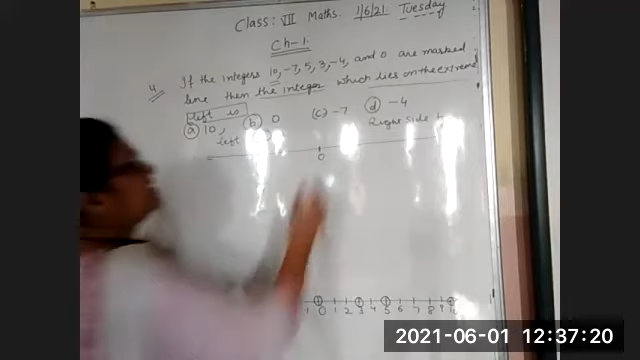 Class: VII Maths. 1/6/21 Tuesday
Ch-1.
4. If the integers 10, -7, 5, 3, -4, and 0 are marked
line then the integer which lies on the extreme
left is
(a) 10, (b) 0 (c) -7 (d) -4
left Right side +
0
1 0 1 2 3 4 5 6 7 8 9
2021-06-01 12:37:20